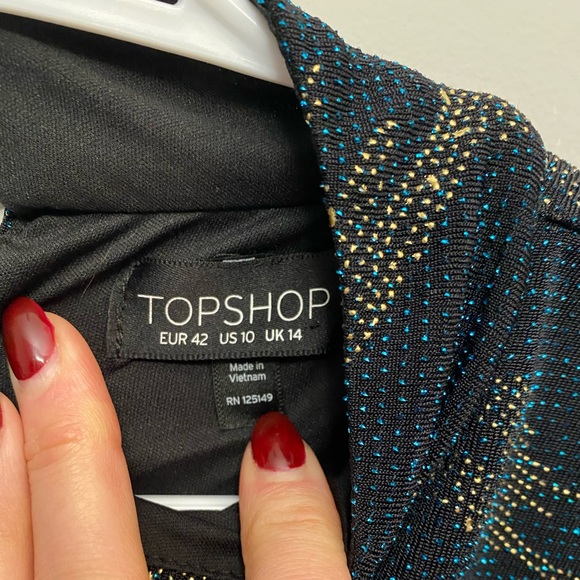 TOPSHOP
EUR 42 US 10 UK 14
Made in
Vietnam
RN 125149